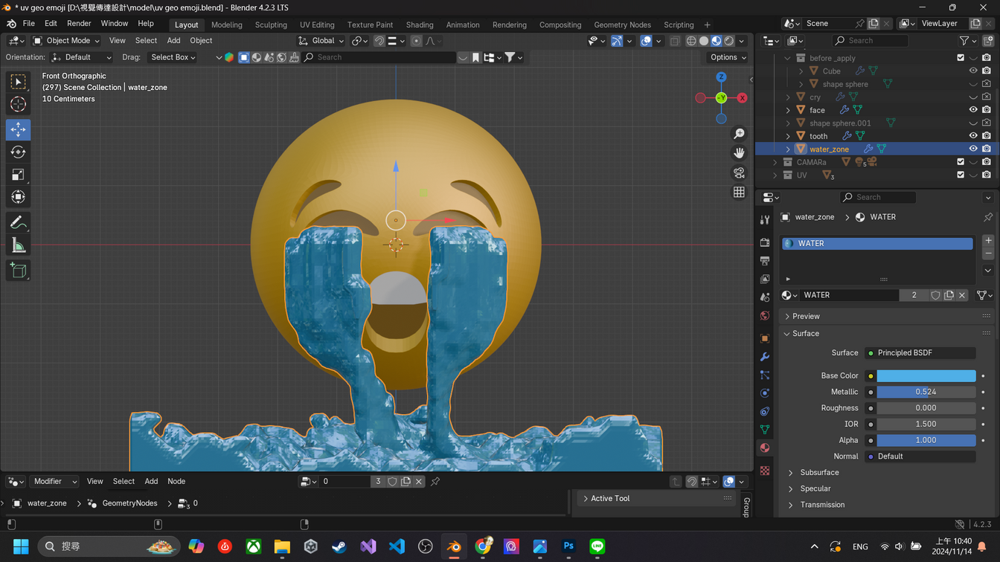 * uv geo emoji [D:\視覺傳達設計\model\uv geo emoji.blend] - Blender 4.2.3 LTS
File Edit Render Window Help Layout Modeling Sculpting UV Editing Texture Paint Shading Animation Rendering Compositing Geometry Nodes Scripting + Scene ViewLayer
Object Mode View Select Add Object Global Search
Orientation: Default Drag: Select Box Search Options
Front Orthographic
(297) Scene Collection | water_zone
10 Centimeters
Z
-Y
X
before _apply
Cube
shape sphere
cry
face
shape sphere.001
tooth
water_zone
CAMARa 5
UV 3
Search
water_zone > WATER
WATER
WATER 2
Preview
Surface
Surface Principled BSDF
Base Color
Metallic 0.524
Roughness 0.000
IOR 1.500
Alpha 1.000
Normal Default
Subsurface
Specular
Transmission
Modifier View Select Add Node 0 3
water_zone > GeometryNodes > 3 0
Active Tool
Group
4.2.3
搜尋
Ps
LINE
ENG
上午 10:40
2024/11/14